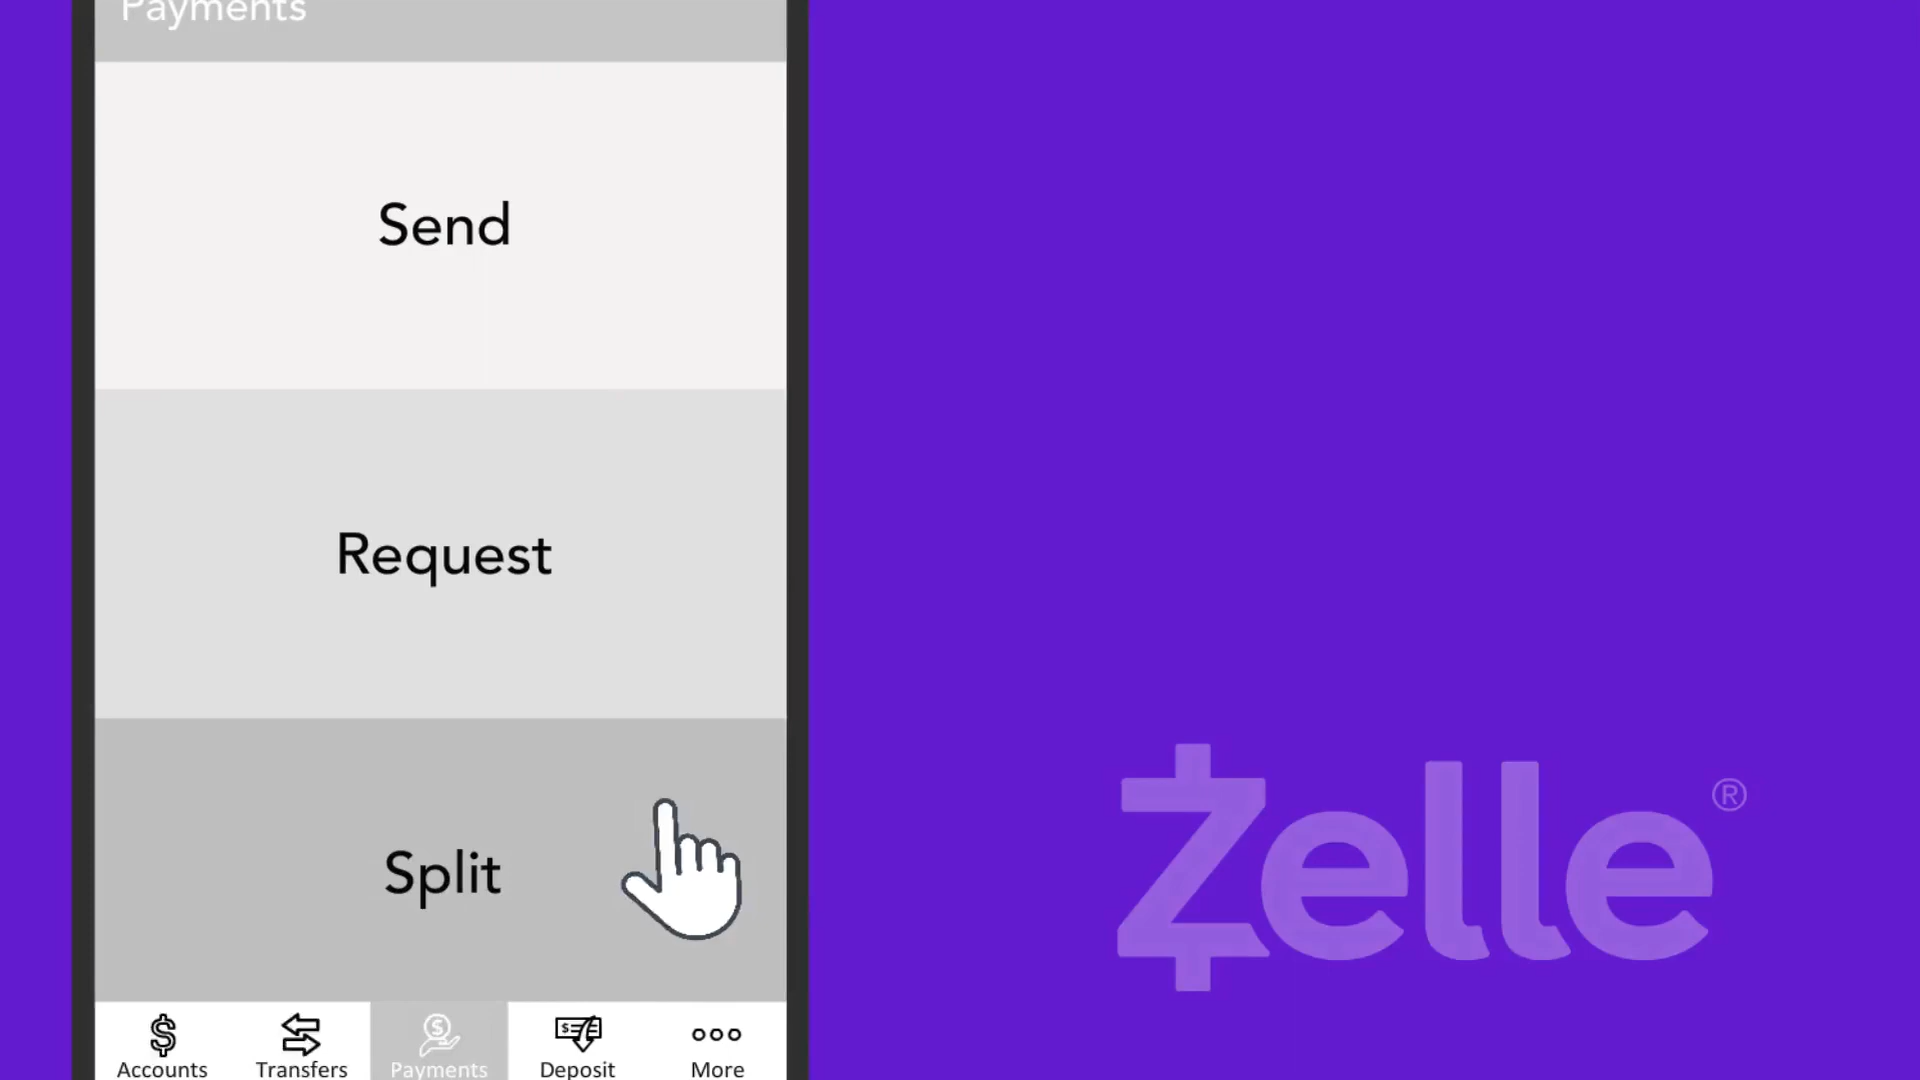 Payments
Send
Request
Split
Zelle®
Accounts
Transfers
Payments
Deposit
More